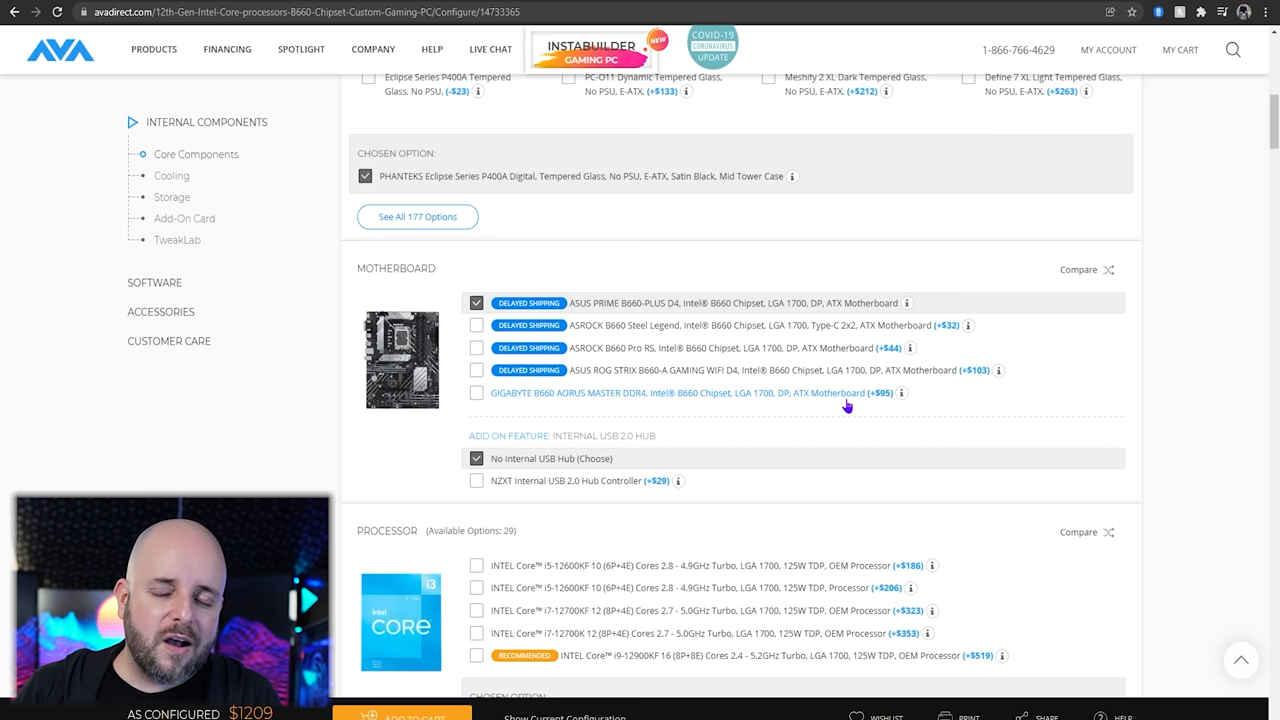 avadirect.com/12th-Gen-Intel-Core-processors-B660-Chipset-Custom-Gaming-PC/Configure/14733365
AVA
PRODUCTS FINANCING SPOTLIGHT COMPANY HELP LIVE CHAT
INSTABUILDER
GAMING PC
NEW
COVID-19
CORONAVIRUS
UPDATE
1-866-766-4629 MY ACCOUNT MY CART
Eclipse Series P400A Tempered
Glass, No PSU, (-$23)
PC-O11 Dynamic Tempered Glass,
No PSU, E-ATX, (+$133)
Meshify 2 XL Dark Tempered Glass,
No PSU, E-ATX, (+$212)
Define 7 XL Light Tempered Glass,
No PSU, E-ATX, (+$263)
INTERNAL COMPONENTS
Core Components
Cooling
Storage
Add-On Card
TweakLab
SOFTWARE
ACCESSORIES
CUSTOMER CARE
CHOSEN OPTION:
PHANTEKS Eclipse Series P400A Digital, Tempered Glass, No PSU, E-ATX, Satin Black, Mid Tower Case
See All 177 Options
MOTHERBOARD
Compare
DELAYED SHIPPING ASUS PRIME B660-PLUS D4, Intel® B660 Chipset, LGA 1700, DP, ATX Motherboard
DELAYED SHIPPING ASROCK B660 Steel Legend, Intel® B660 Chipset, LGA 1700, Type-C 2x2, ATX Motherboard (+$32)
DELAYED SHIPPING ASROCK B660 Pro RS, Intel® B660 Chipset, LGA 1700, DP, ATX Motherboard (+$44)
DELAYED SHIPPING ASUS ROG STRIX B660-A GAMING WIFI D4, Intel® B660 Chipset, LGA 1700, DP, ATX Motherboard (+$103)
GIGABYTE B660 AORUS MASTER DDR4, Intel® B660 Chipset, LGA 1700, DP, ATX Motherboard (+$95)
ADD ON FEATURE: INTERNAL USB 2.0 HUB
No Internal USB Hub (Choose)
NZXT Internal USB 2.0 Hub Controller (+$29)
PROCESSOR (Available Options: 29)
Compare
intel
CORE
i3
INTEL Core™ i5-12600KF 10 (6P+4E) Cores 2.8 - 4.9GHz Turbo, LGA 1700, 125W TDP, OEM Processor (+$186)
INTEL Core™ i5-12600K 10 (6P+4E) Cores 2.8 - 4.9GHz Turbo, LGA 1700, 125W TDP, Processor (+$206)
INTEL Core™ i7-12700KF 12 (8P+4E) Cores 2.7 - 5.0GHz Turbo, LGA 1700, 125W TDP, OEM Processor (+$323)
INTEL Core™ i7-12700K 12 (8P+4E) Cores 2.7 - 5.0GHz Turbo, LGA 1700, 125W TDP, OEM Processor (+$353)
RECOMMENDED INTEL Core™ i9-12900KF 16 (8P+8E) Cores 2.4 - 5.2GHz Turbo, LGA 1700, 125W TDP, OEM Processor (+$519)
CHOSEN OPTION:
AS CONFIGURED $1209
ADD TO CART
Show Current Configuration
WISHLIST PRINT SHARE HELP